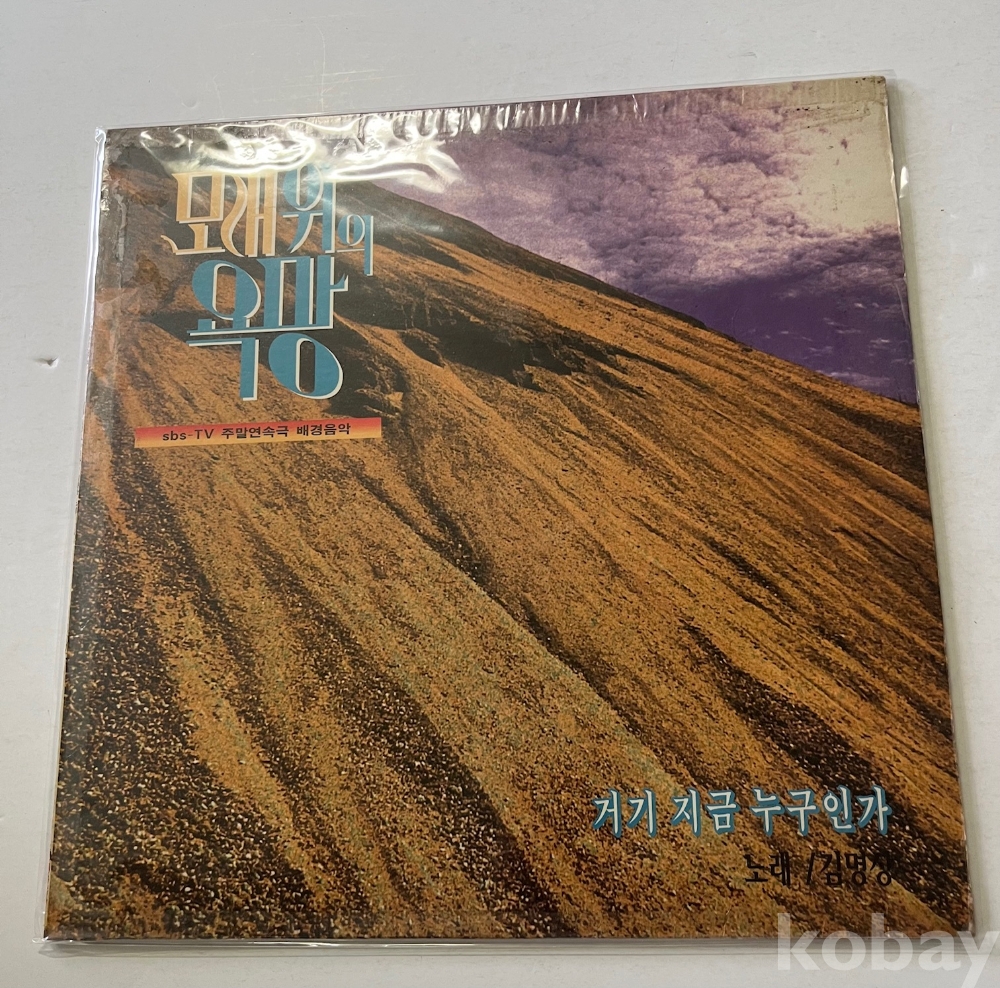 모래위의
욕망
sbs-TV 주말연속극 배경음악
거기 지금 누구인가
노래 / 김명상
kobay